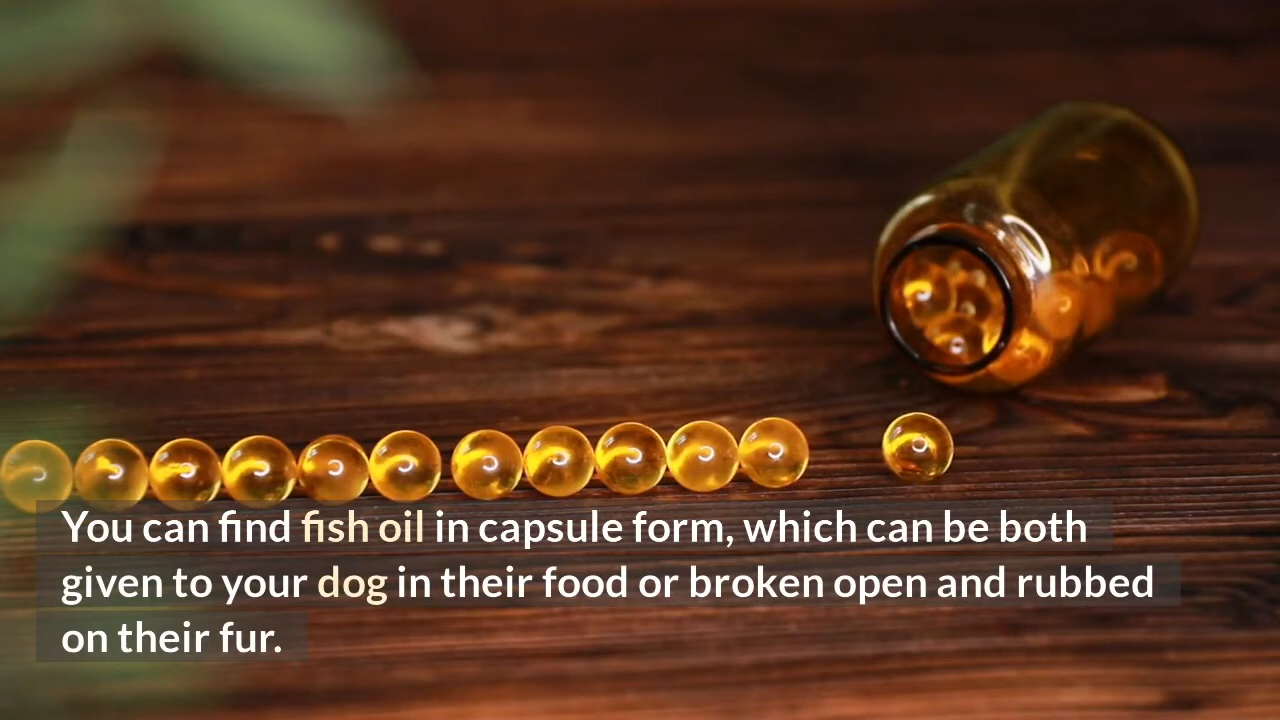 You can find fish oil in capsule form, which can be both
given to your dog in their food or broken open and rubbed
on their fur.